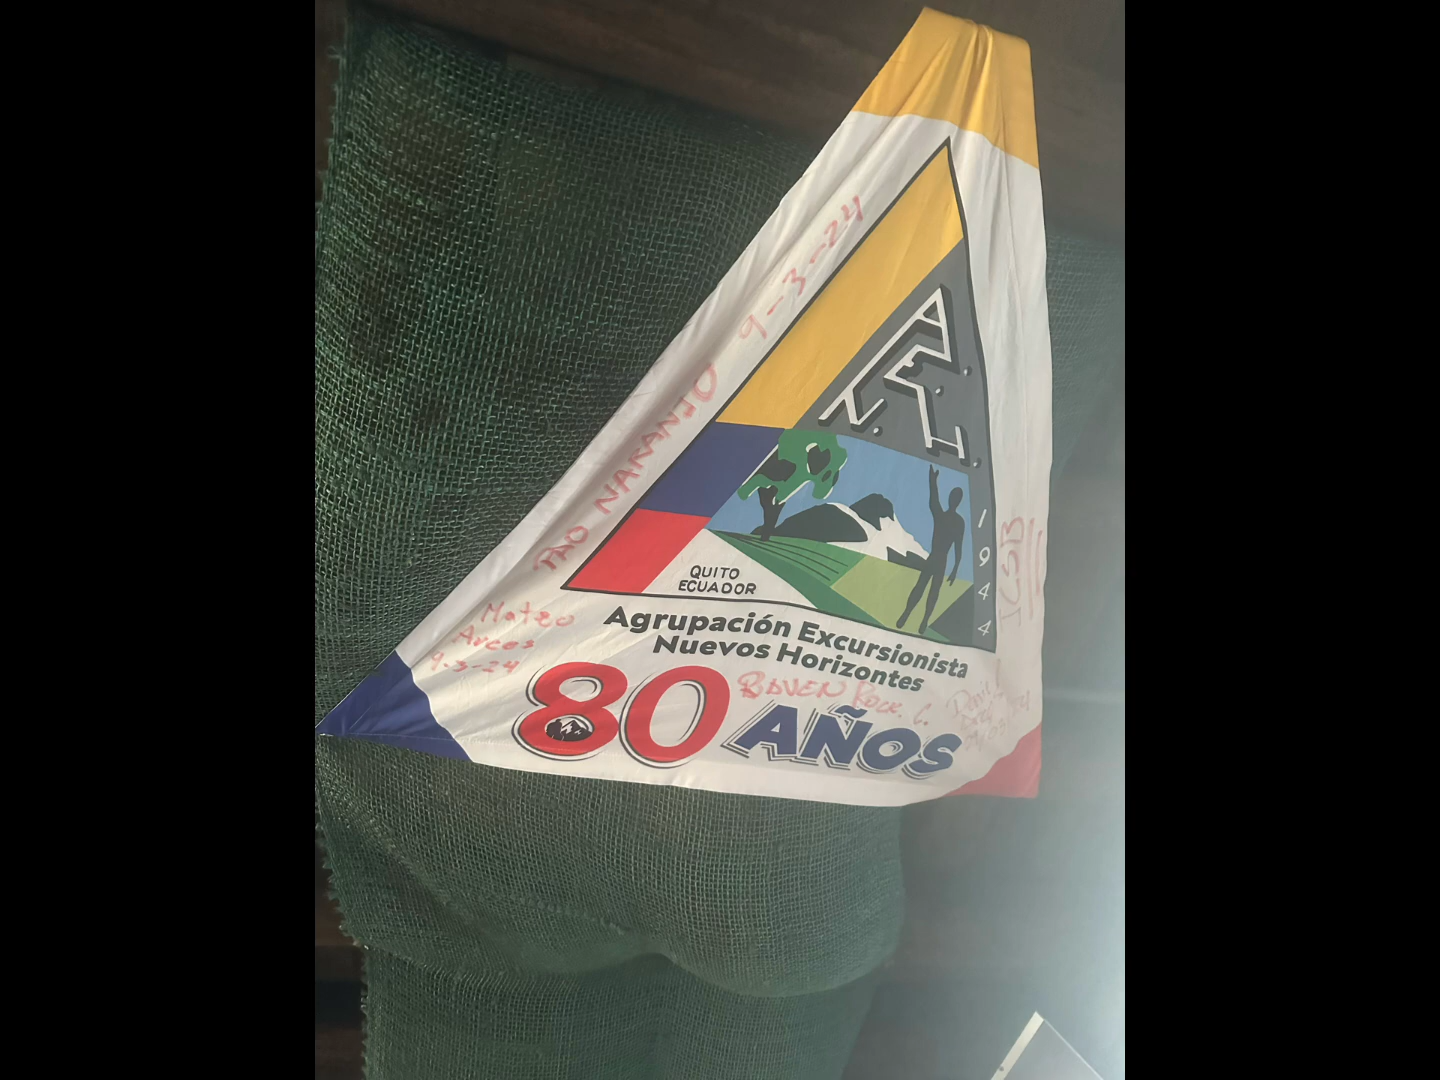 9-3-24
PAO NARANJO
1944
ICSB
QUITO
ECUADOR
Agrupación Excursionista
Nuevos Horizontes
Mateo
Arcos
9-3-24
80 AÑOS